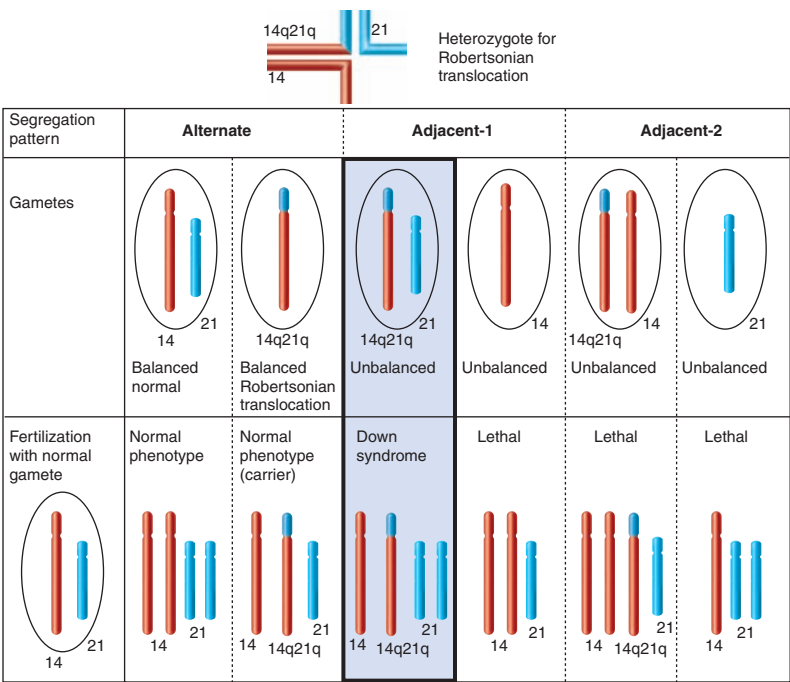 14q21q
21
14
Heterozygote for
Robertsonian
translocation
Segregation
pattern
Alternate
Adjacent-1
Adjacent-2
Gametes
14
21
Balanced
normal
14q21q
Balanced
Robertsonian
translocation
14q21q
21
Unbalanced
14
Unbalanced
14q21q
14
Unbalanced
21
Unbalanced
Fertilization
with normal
gamete
14
21
Normal
phenotype
14
21
Normal
phenotype
(carrier)
14
14q21q
21
Down
syndrome
14
14q21q
21
Lethal
14
21
Lethal
14
14q21q
21
Lethal
14
21